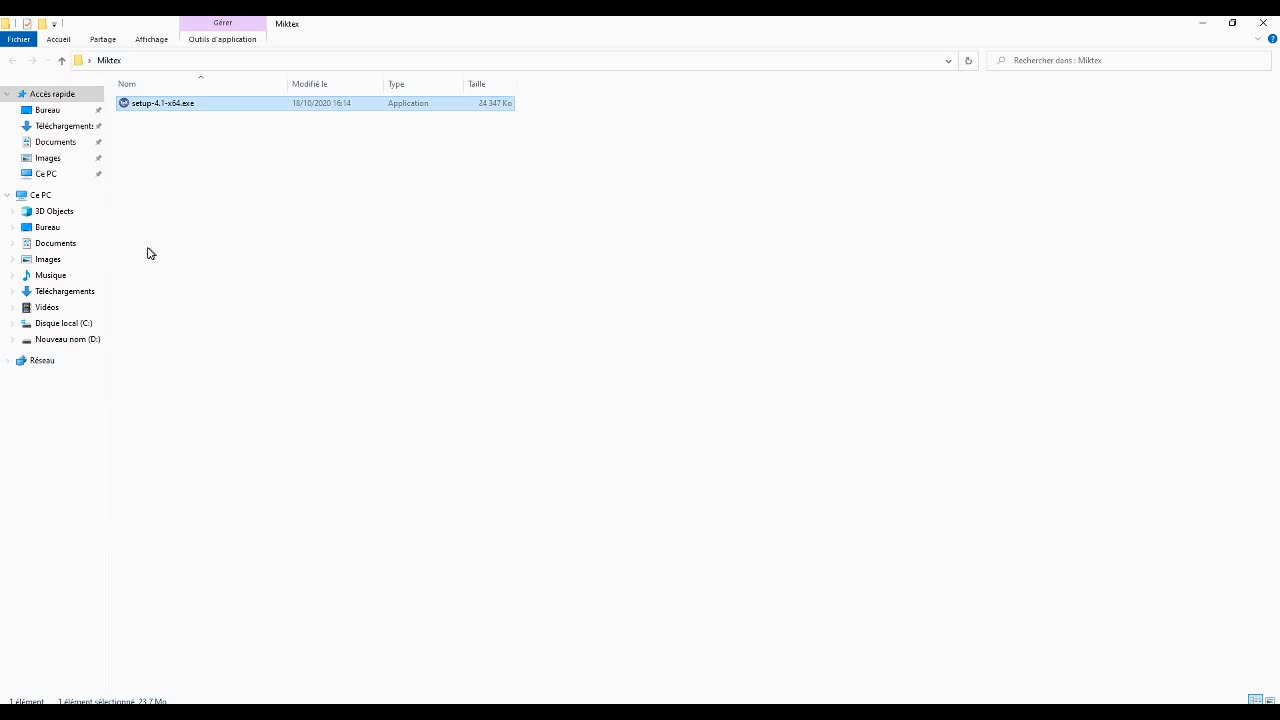 Gérer
Miktex
Fichier
Accueil
Partage
Affichage
Outils d'application
Miktex
Rechercher dans : Miktex
Nom
Modifié le
Type
Taille
setup-4.1-x64.exe
18/10/2020 16:14
Application
24 347 Ko
Accès rapide
Bureau
Téléchargements
Documents
Images
Ce PC
Ce PC
3D Objects
Bureau
Documents
Images
Musique
Téléchargements
Vidéos
Disque local (C:)
Nouveau nom (D:)
Réseau
1 élément
1 élément sélectionné 23,7 Mo